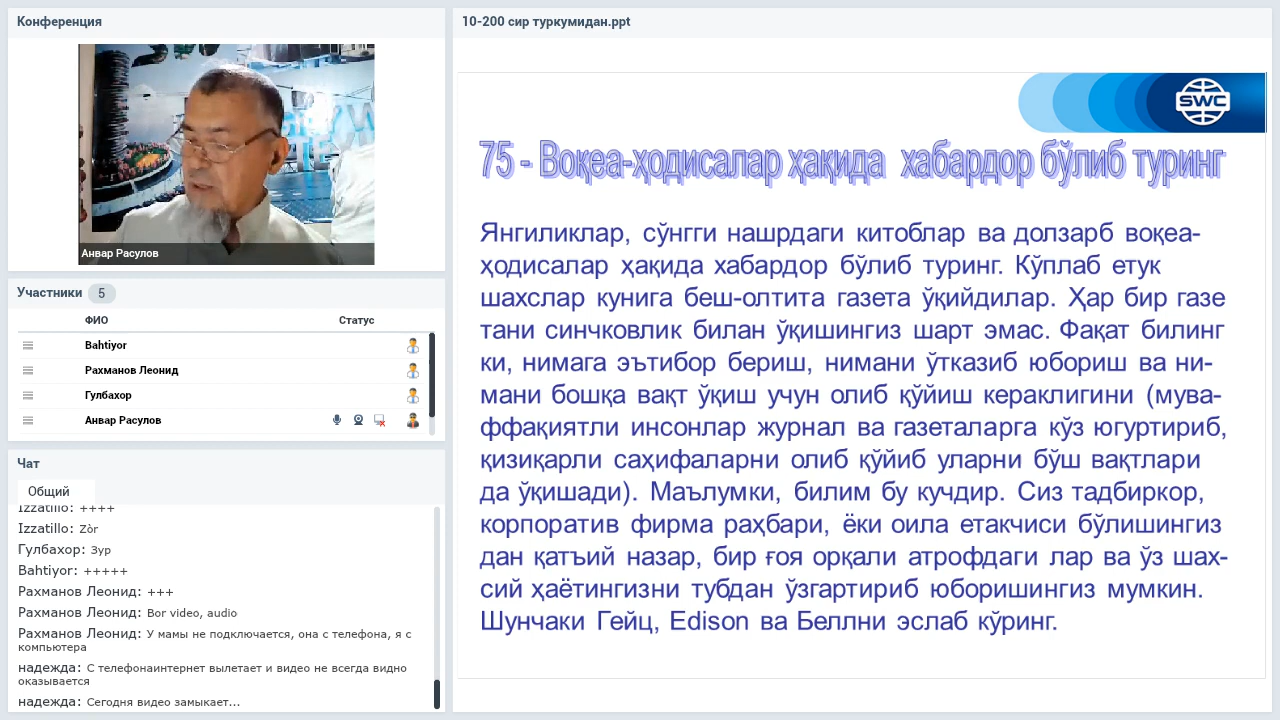 Конференция
Анвар Расулов
Участники 5
ФИО Статус
Bahtiyor
Рахманов Леонид
Гулбахор
Анвар Расулов
Чат
Общий
Izzatillo: ++++
Izzatillo: Zòr
Гулбахор: Зур
Bahtiyor: +++++
Рахманов Леонид: +++
Рахманов Леонид: Bor video, audio
Рахманов Леонид: У мамы не подключается, она с телефона, я с
компьютера
надежда: С телефонаинтернет вылетает и видео не всегда видно
оказывается
надежда: Сегодня видео замыкает...
10-200 сир туркумидан.ppt
SWC
75 - Воқеа-ҳодисалар ҳақида хабардор бўлиб туринг
Янгиликлар, сўнгги нашрдаги китоблар ва долзарб воқеа-
ҳодисалар ҳақида хабардор бўлиб туринг. Кўплаб етук
шахслар кунига беш-олтита газета ўқийдилар. Ҳар бир газе
тани синчковлик билан ўқишингиз шарт эмас. Фақат билинг
ки, нимага эътибор бериш, нимани ўтказиб юбориш ва ни-
мани бошқа вақт ўқиш учун олиб қўйиш кераклигини (мува-
ффақиятли инсонлар журнал ва газеталарга кўз югуртириб,
қизиқарли саҳифаларни олиб қўйиб уларни бўш вақтлари
да ўқишади). Маълумки, билим бу кучдир. Сиз тадбиркор,
корпоратив фирма раҳбари, ёки оила етакчиси бўлишингиз
дан қатъий назар, бир ғоя орқали атрофдаги лар ва ўз шах-
сий ҳаётингизни тубдан ўзгартириб юборишингиз мумкин.
Шунчаки Гейц, Edison ва Беллни эслаб кўринг.